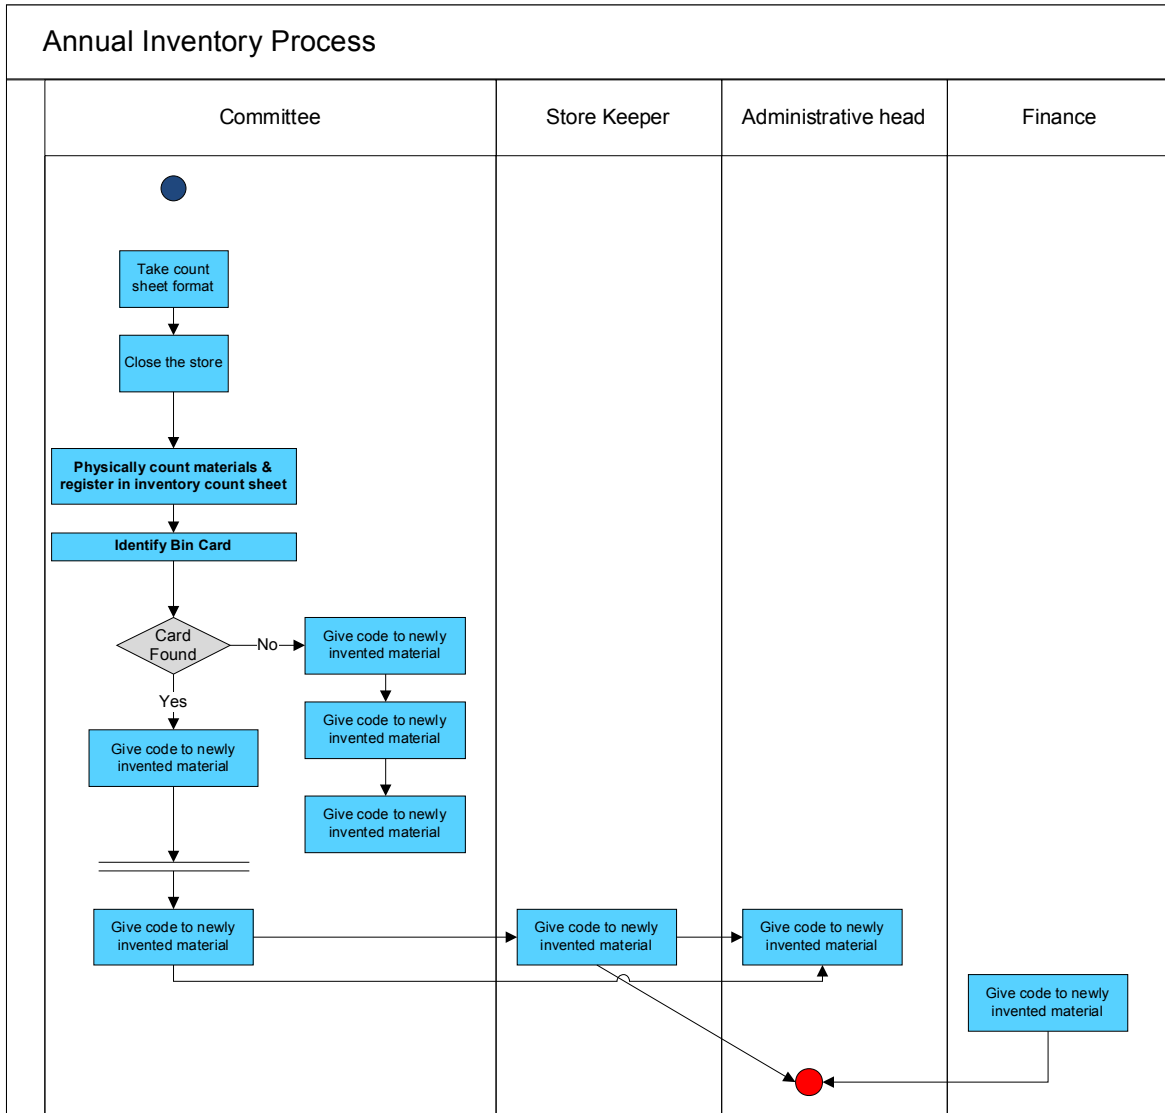 Annual Inventory Process
Committee
Store Keeper
Administrative head
Finance
Take count
sheet format
Close the store
Physically count materials &
register in inventory count sheet
Identify Bin Card
Card
Found
No
Give code to newly
invented material
Yes
Give code to newly
invented material
Give code to newly
invented material
Give code to newly
invented material
Give code to newly
invented material
Give code to newly
invented material
Give code to newly
invented material
Give code to newly
invented material